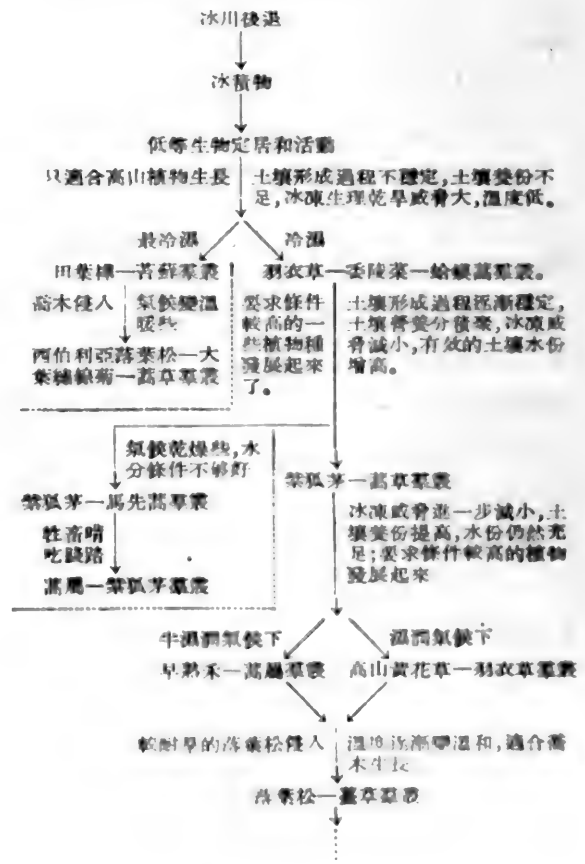 冰川後退
冰積物
低等生物定居和活動
只適合高山植物生長
土壤形成過程不穩定,土壤養份不
足,冰凍生理乾旱威脅大,溫度低。
最冷濕
冷濕
苔蘚羣叢
羽衣草—委陵菜—
羣叢。
喬木侵入
氣候變溫
暖些
要求條件
較高的一
些植物種
發展起來
了。
土壤形成過程逐漸穩定,
土壤營養分積聚,冰凍威
脅減小,有效的土壤水份
增高。
西伯利亞落葉松—大
葉繡線菊—薹草羣叢
氣候乾燥些,水
分條件不够好
紫狐茅—馬先蒿羣叢
紫狐茅—薹草羣叢
牲畜啃
吃踐踏
冰凍威脅進一步減小,土
壤養份提高,水份仍然充
足;要求條件較高的植物
發展起來
蒿屬—紫狐茅羣叢
半濕潤氣候下
濕潤氣候下
早熟禾—蒿屬羣叢
高山黃花草—羽衣草羣叢
較耐旱的落葉松侵入
溫度逐漸變溫和,適合喬
木生長
落葉松—薹草羣叢